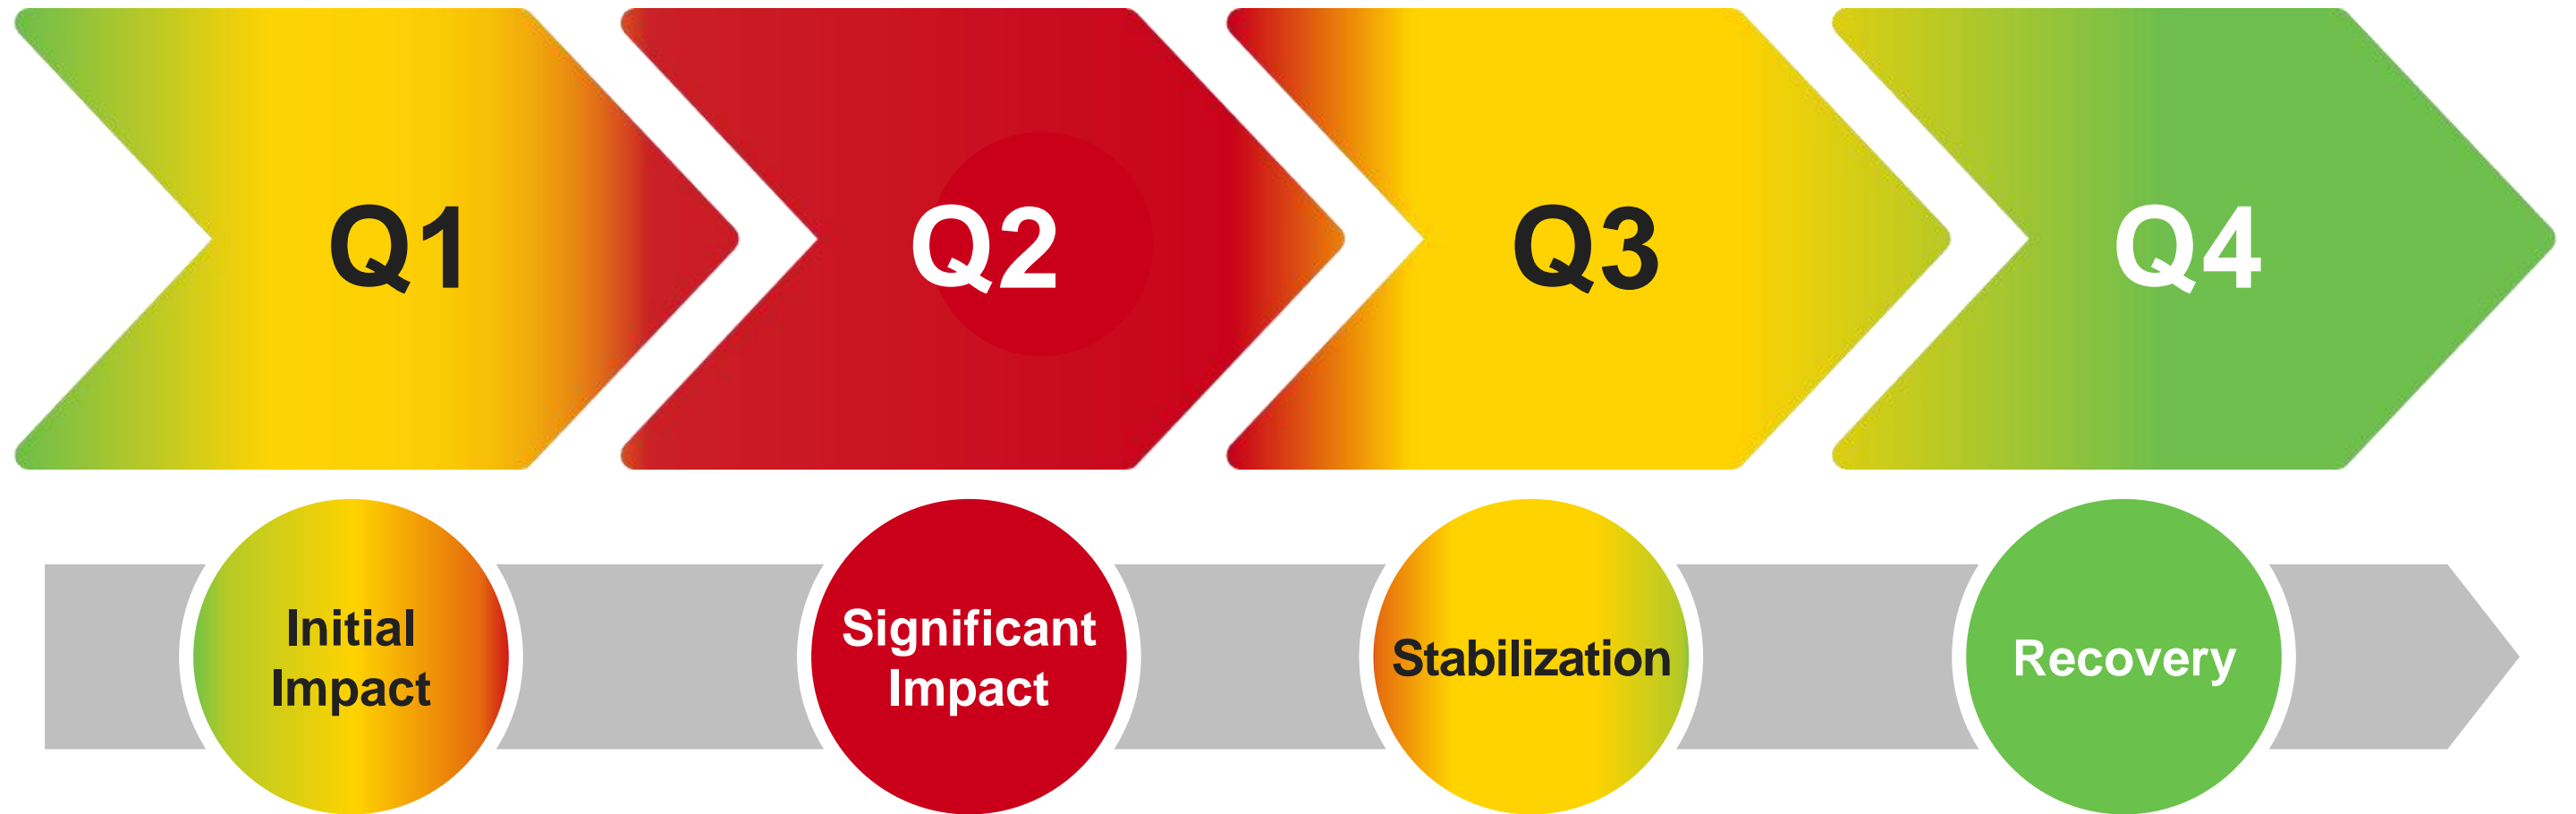 Q1
Q2
Q3
Q4
Initial
Impact
Significant
Impact
Stabilization
Recovery